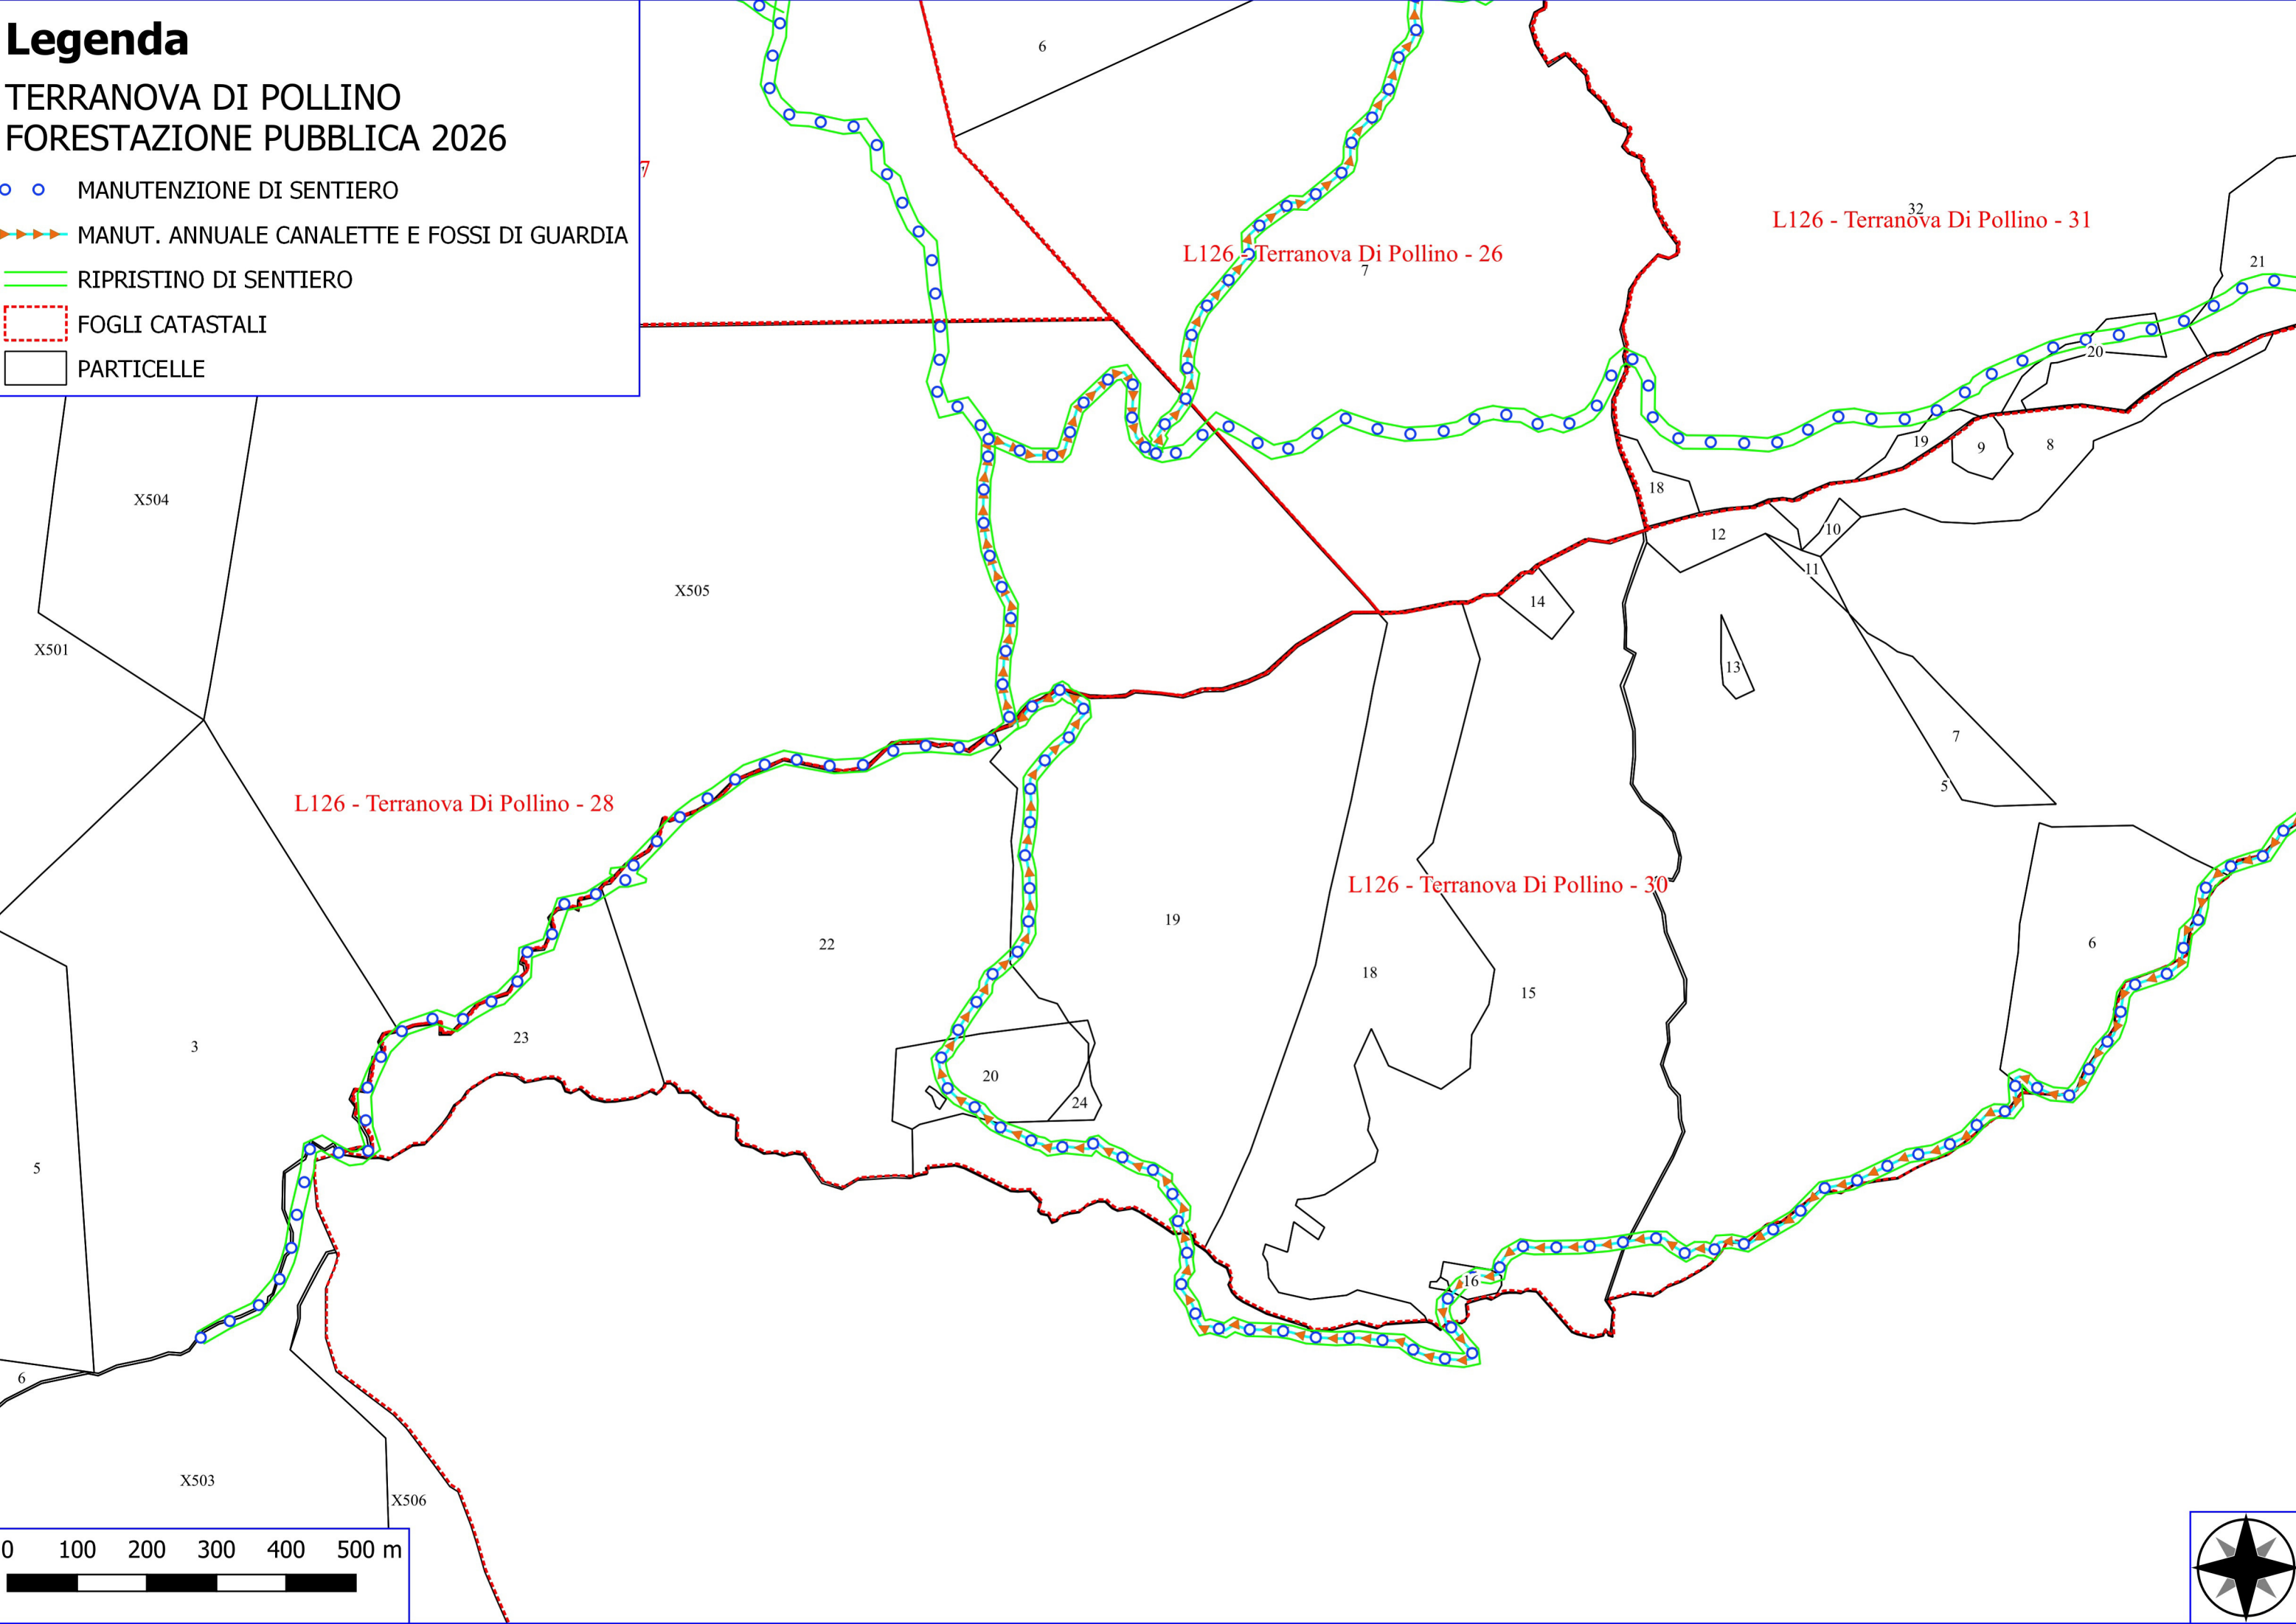 Legenda
TERRANOVA DI POLLINO
FORESTAZIONE PUBBLICA 2026
MANUTENZIONE DI SENTIERO
MANUT. ANNUALE CANALETTE E FOSSI DI GUARDIA
RIPRISTINO DI SENTIERO
FOGLI CATASTALI
PARTICELLE
6
7
32
L126 - Terranova Di Pollino - 31
L126 - Terranova Di Pollino - 26
7
21
20
19
9
8
18
X504
10
12
11
X505
14
X501
13
7
5
L126 - Terranova Di Pollino - 28
L126 - Terranova Di Pollino - 30
19
22
6
18
15
23
3
20
24
5
16
6
X503
X506
0 100 200 300 400 500 m